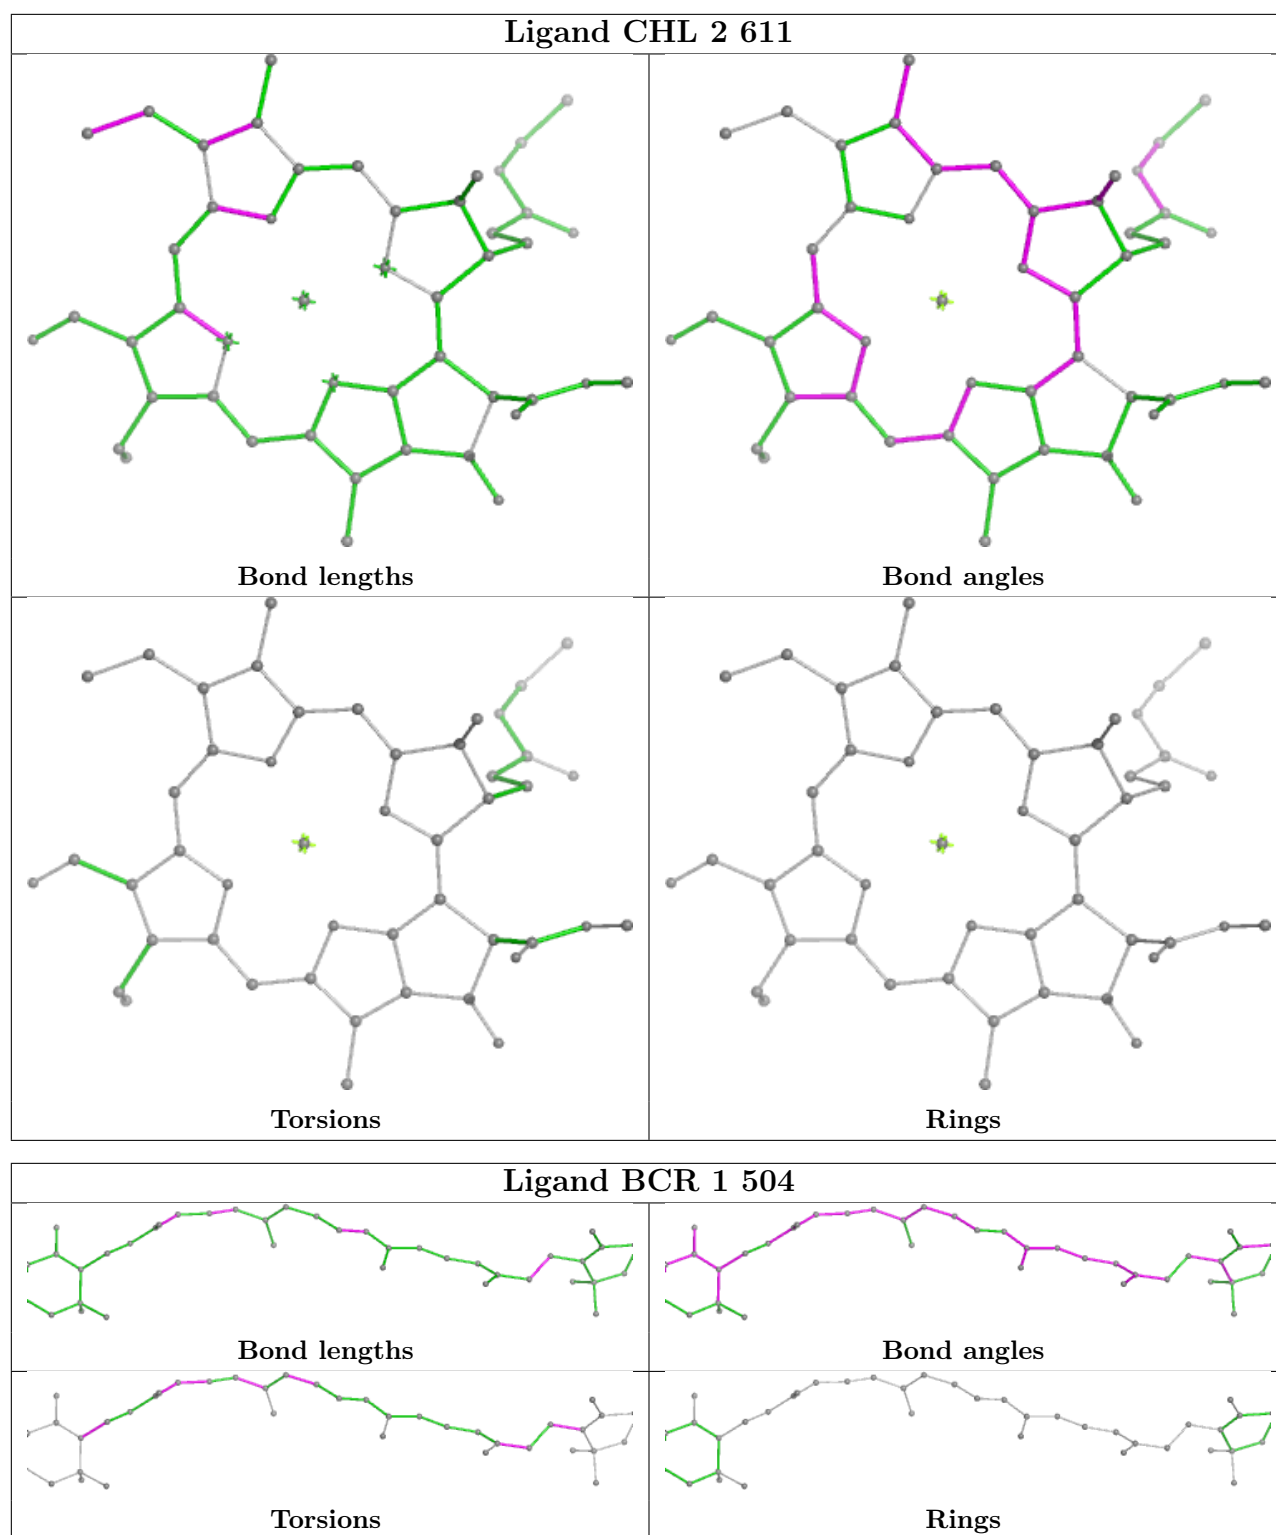 Ligand CHL 2 611
Bond lengths
Bond angles
Torsions
Rings
Ligand BCR 1 504
Bond lengths
Bond angles
Torsions
Rings